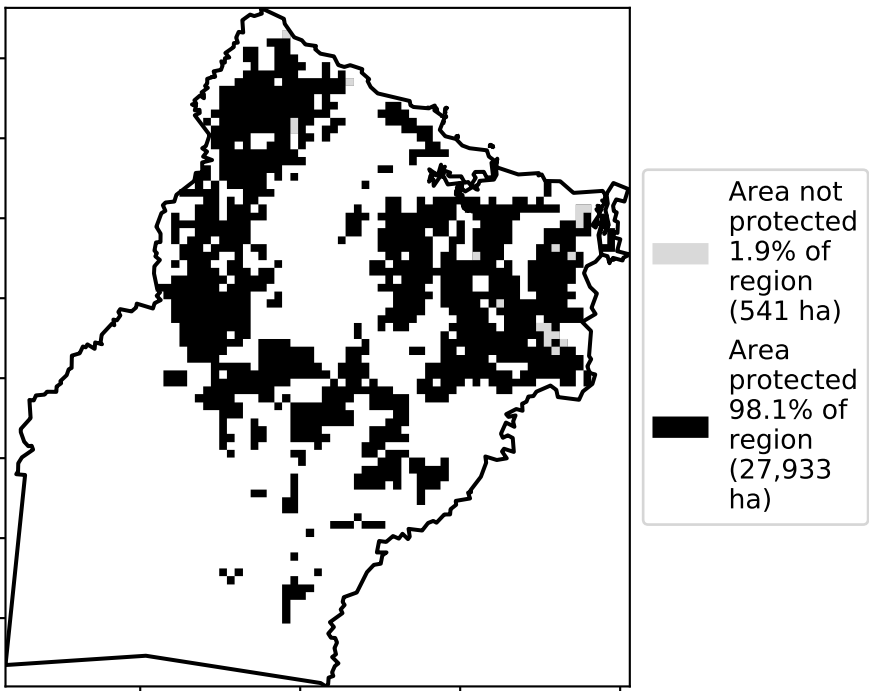 Area not
protected
1.9% of
region
(541 ha)
Area
protected
98.1% of
region
(27,933
ha)